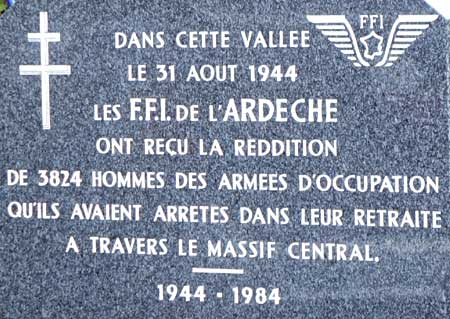 FFI
DANS CETTE VALLEE
LE 31 AOUT 1944
LES F.F.I. DE L'ARDECHE
ONT REÇU LA REDDITION
DE 3824 HOMMES DES ARMEES D'OCCUPATION
QU'ILS AVAIENT ARRETES DANS LEUR RETRAITE
A TRAVERS LE MASSIF CENTRAL.
1944 - 1984